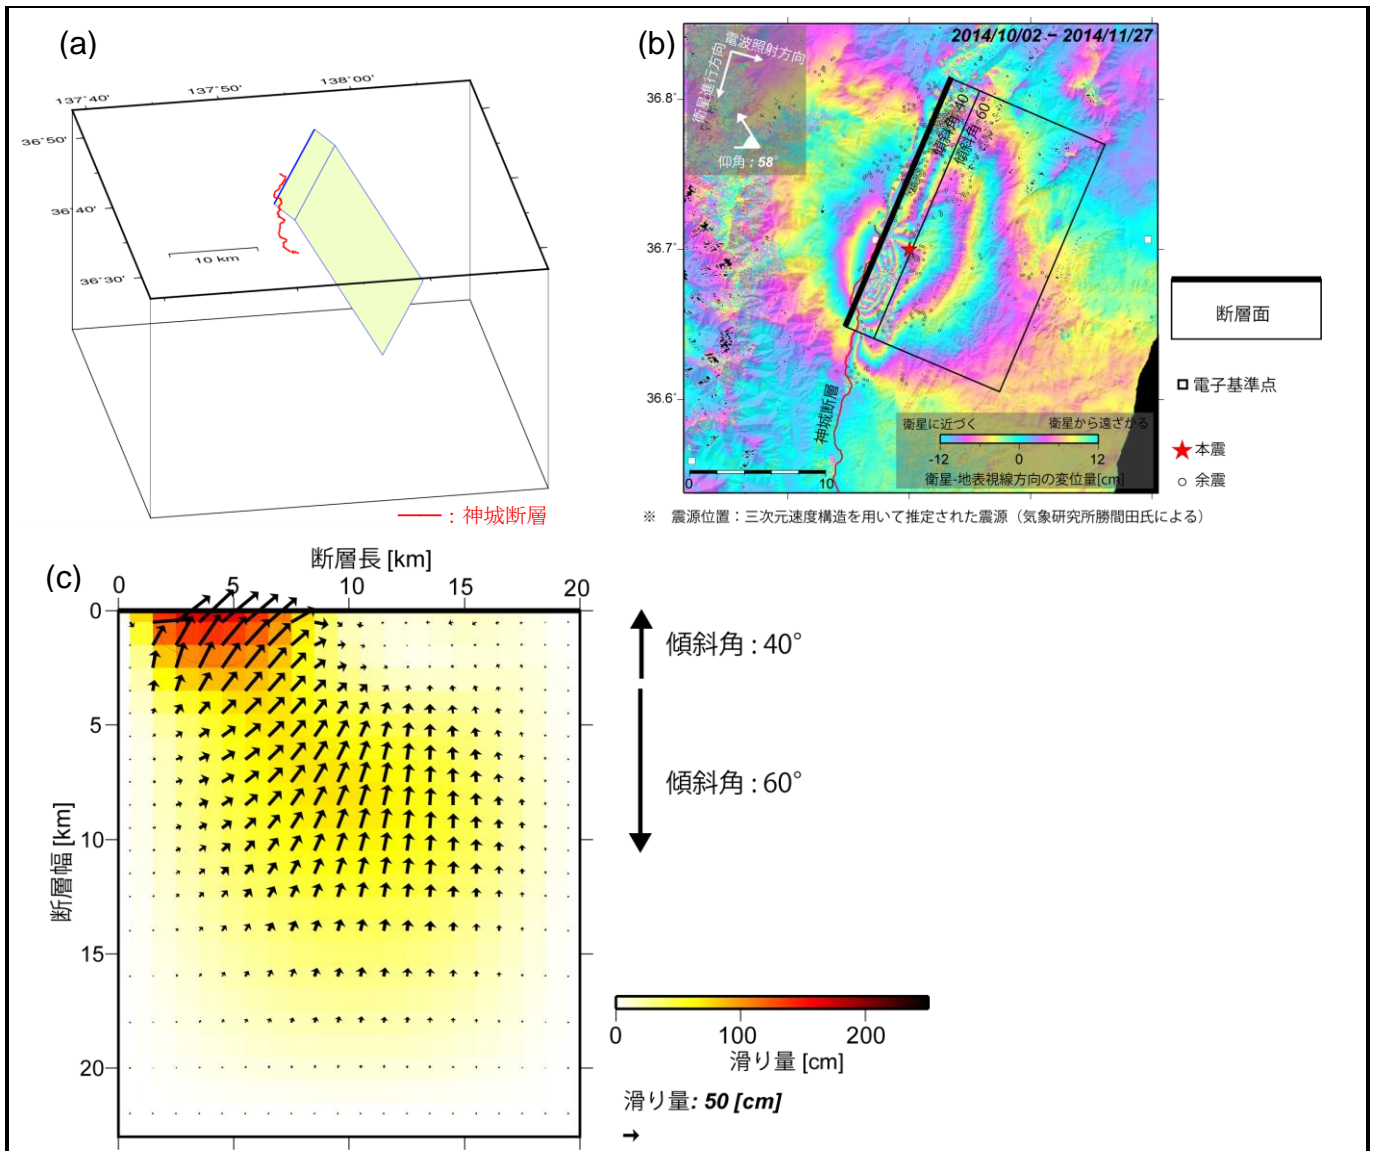 (a)
137˚40'
137˚50'
138˚00'
36˚50'
36˚40'
36˚30'
10 km
: 神城断層
(b)
2014/10/02 − 2014/11/27
電波照射方向
衛星進行方向
仰角 : 58°
36.8
36.7
36.6
傾斜角 : 40°
傾斜角 : 60°
神城断層
衛星に近づく 衛星から遠ざかる
-12 0 12
衛星-地表視線方向の変位量[cm]
0 10
断層面
電子基準点
本震
余震
※ 震源位置：三次元速度構造を用いて推定された震源（気象研究所勝間田氏による）
(c)
断層長 [km]
0 5 10 15 20
0
5
10
15
20
断層幅 [km]
傾斜角 : 40°
傾斜角 : 60°
0 100 200
滑り量 [cm]
滑り量: 50 [cm]